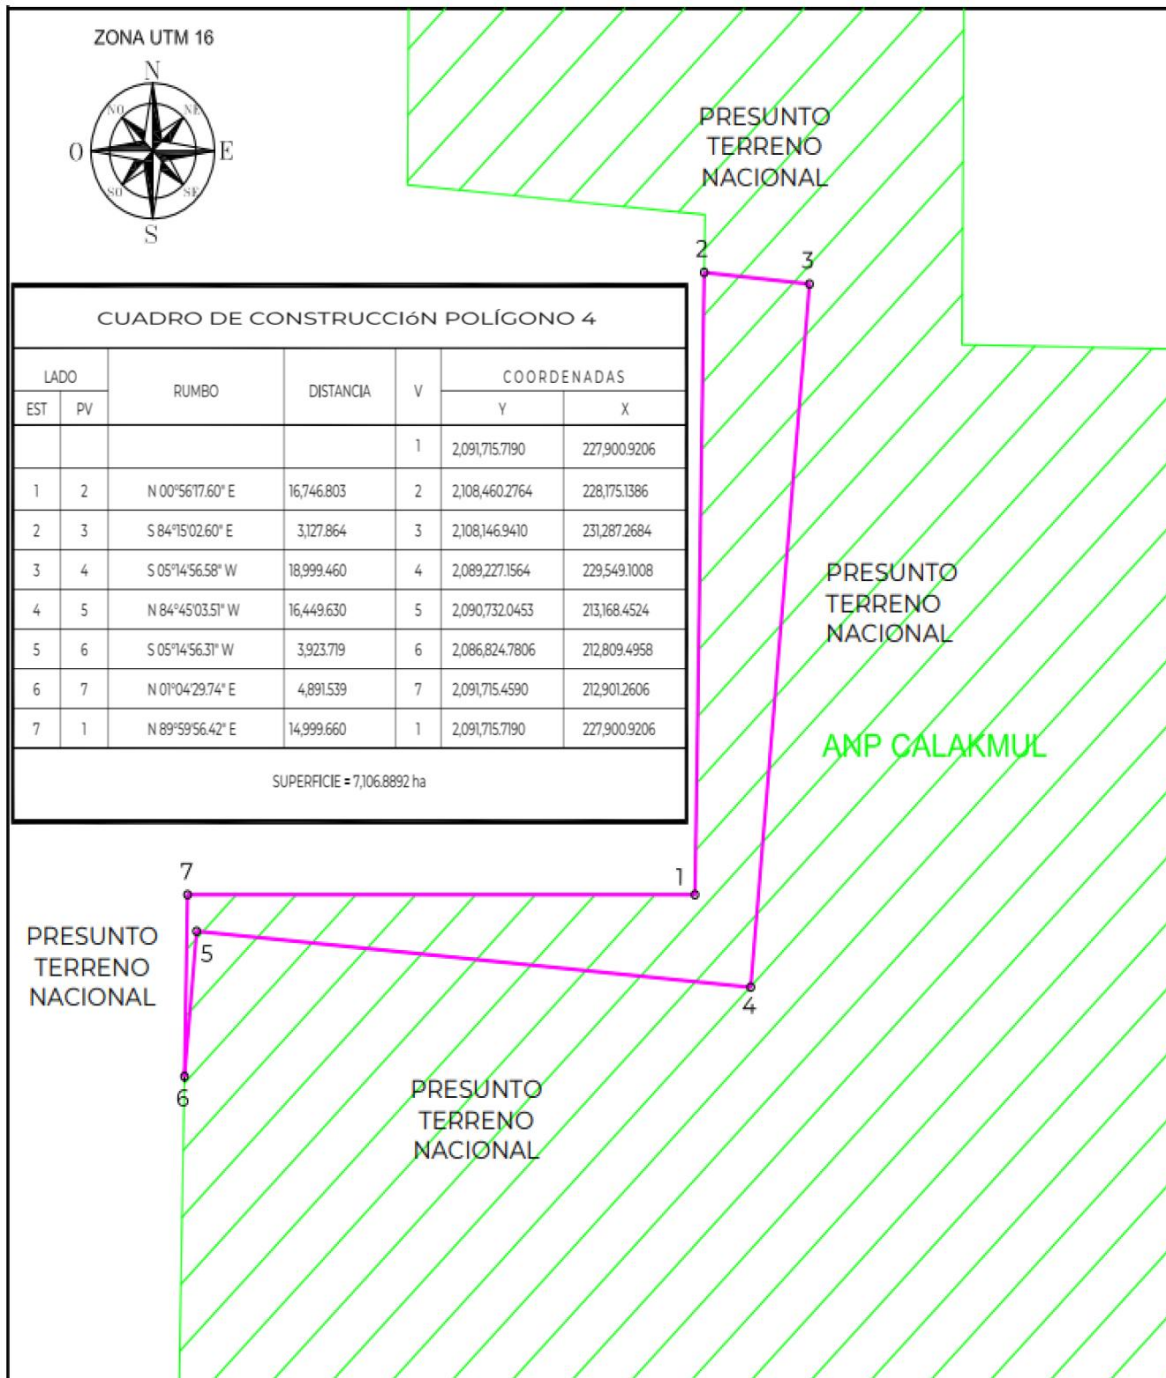 ZONA UTM 16
N
NO NE
O E
SO SE
S
PRESUNTO
TERRENO
NACIONAL
2
3
CUADRO DE CONSTRUCCIóN POLÍGONO 4
LADO RUMBO DISTANCIA V COORDENADAS
EST PV Y X
1 2,091,715.7190 227,900.9206
1 2 N 00°56'17.60" E 16,746.803 2 2,108,460.2764 228,175.1386
2 3 S 84°15'02.60" E 3,127.864 3 2,108,146.9410 231,287.2684
3 4 S 05°14'56.58" W 18,999.460 4 2,089,227.1564 229,549.1008
4 5 N 84°45'03.51" W 16,449.630 5 2,090,732.0453 213,168.4524
5 6 S 05°14'56.31" W 3,923.719 6 2,086,824.7806 212,809.4958
6 7 N 01°04'29.74" E 4,891.539 7 2,091,715.4590 212,901.2606
7 1 N 89°59'56.42" E 14,999.660 1 2,091,715.7190 227,900.9206
SUPERFICIE = 7,106.8892 ha
PRESUNTO
TERRENO
NACIONAL
ANP CALAKMUL
7
1
PRESUNTO
TERRENO
NACIONAL
5
4
6
PRESUNTO
TERRENO
NACIONAL